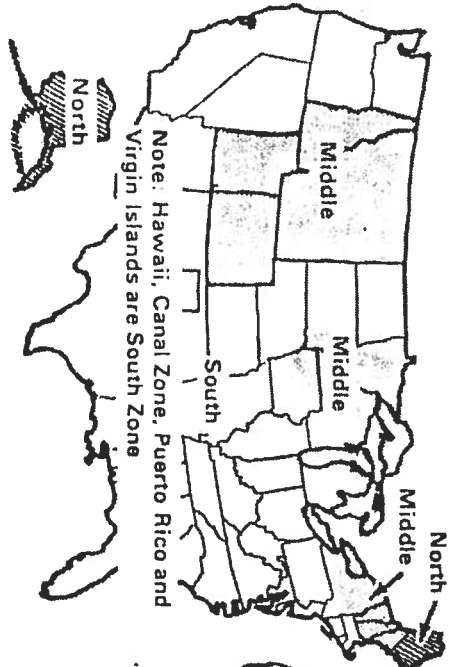 North
Middle
Middle
Middle
South
North
Note: Hawaii, Canal Zone, Puerto Rico and
Virgin Islands are South Zone